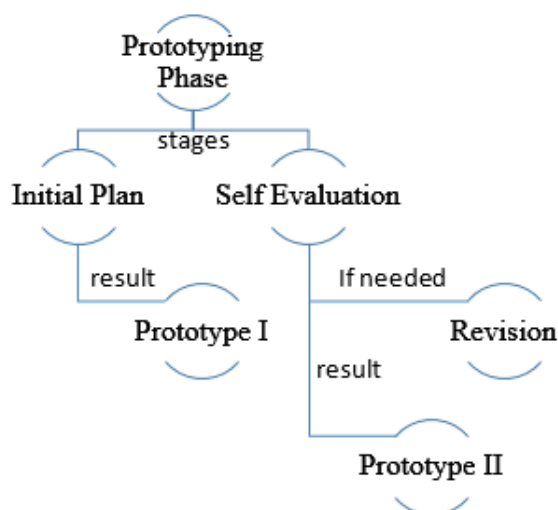 Prototyping
Phase
stages
Initial Plan
Self Evaluation
result
If needed
Prototype I
Revision
result
Prototype II